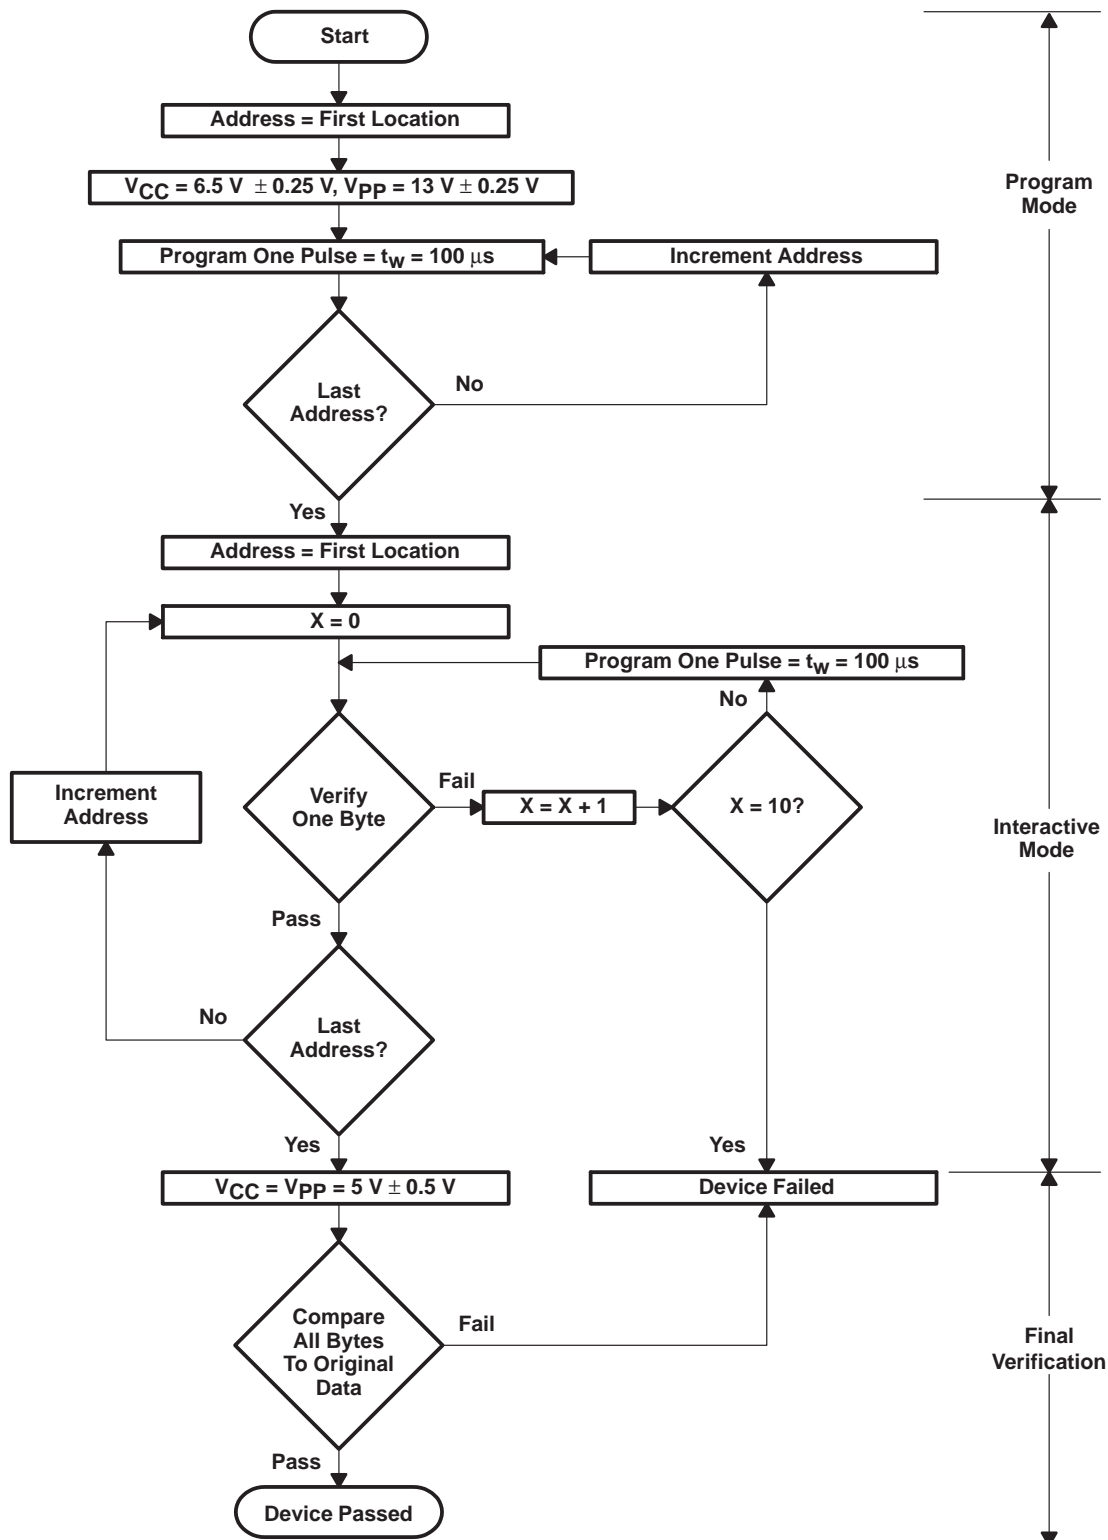 Start
Address = First Location
VCC = 6.5 V ± 0.25 V, VPP = 13 V ± 0.25 V
Program
Mode
Program One Pulse = tw = 100 μs
Increment Address
Last
Address?
No
Yes
Address = First Location
X = 0
Program One Pulse = tw = 100 μs
No
Increment
Address
Verify
One Byte
Fail
X = X + 1
X = 10?
Interactive
Mode
Pass
No
Last
Address?
Yes
Yes
VCC = VPP = 5 V ± 0.5 V
Device Failed
Compare
All Bytes
To Original
Data
Fail
Final
Verification
Pass
Device Passed